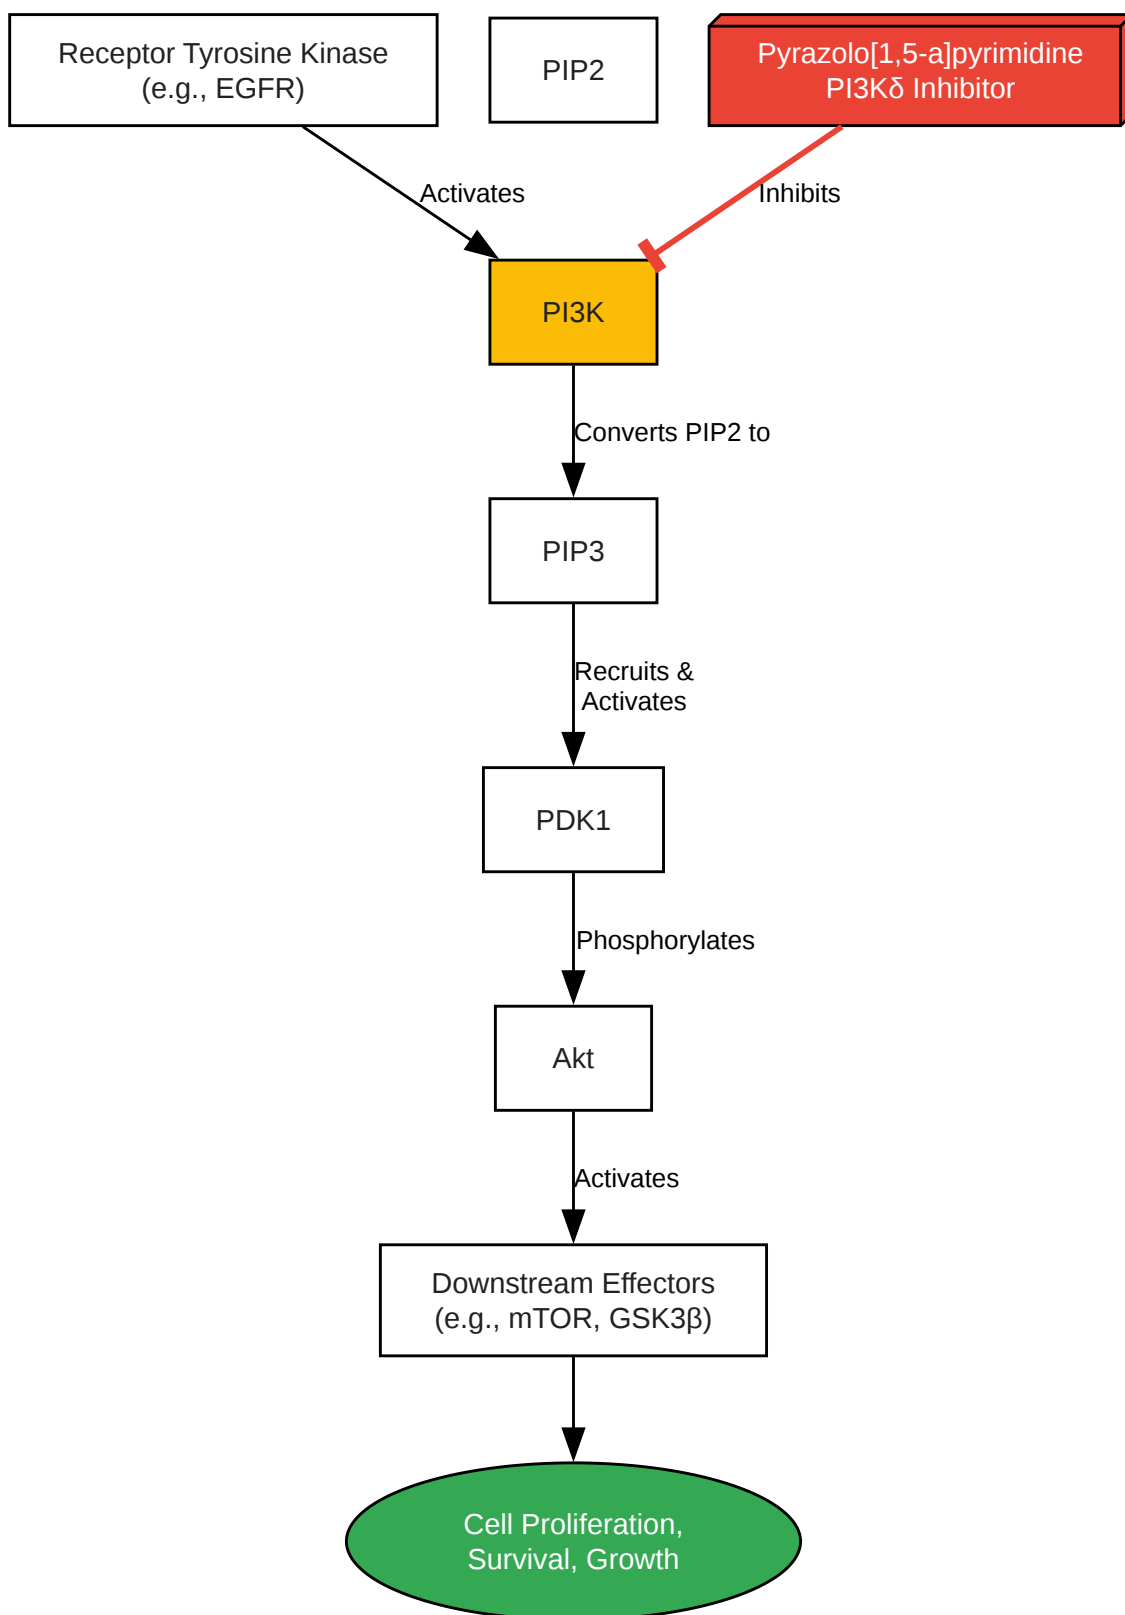 Receptor Tyrosine Kinase
(e.g., EGFR)
PIP2
Pyrazolo[1,5-a]pyrimidine
PI3Kδ Inhibitor
Activates
Inhibits
PI3K
Converts PIP2 to
PIP3
Recruits &
Activates
PDK1
Phosphorylates
Akt
Activates
Downstream Effectors
(e.g., mTOR, GSK3β)
Cell Proliferation,
Survival, Growth